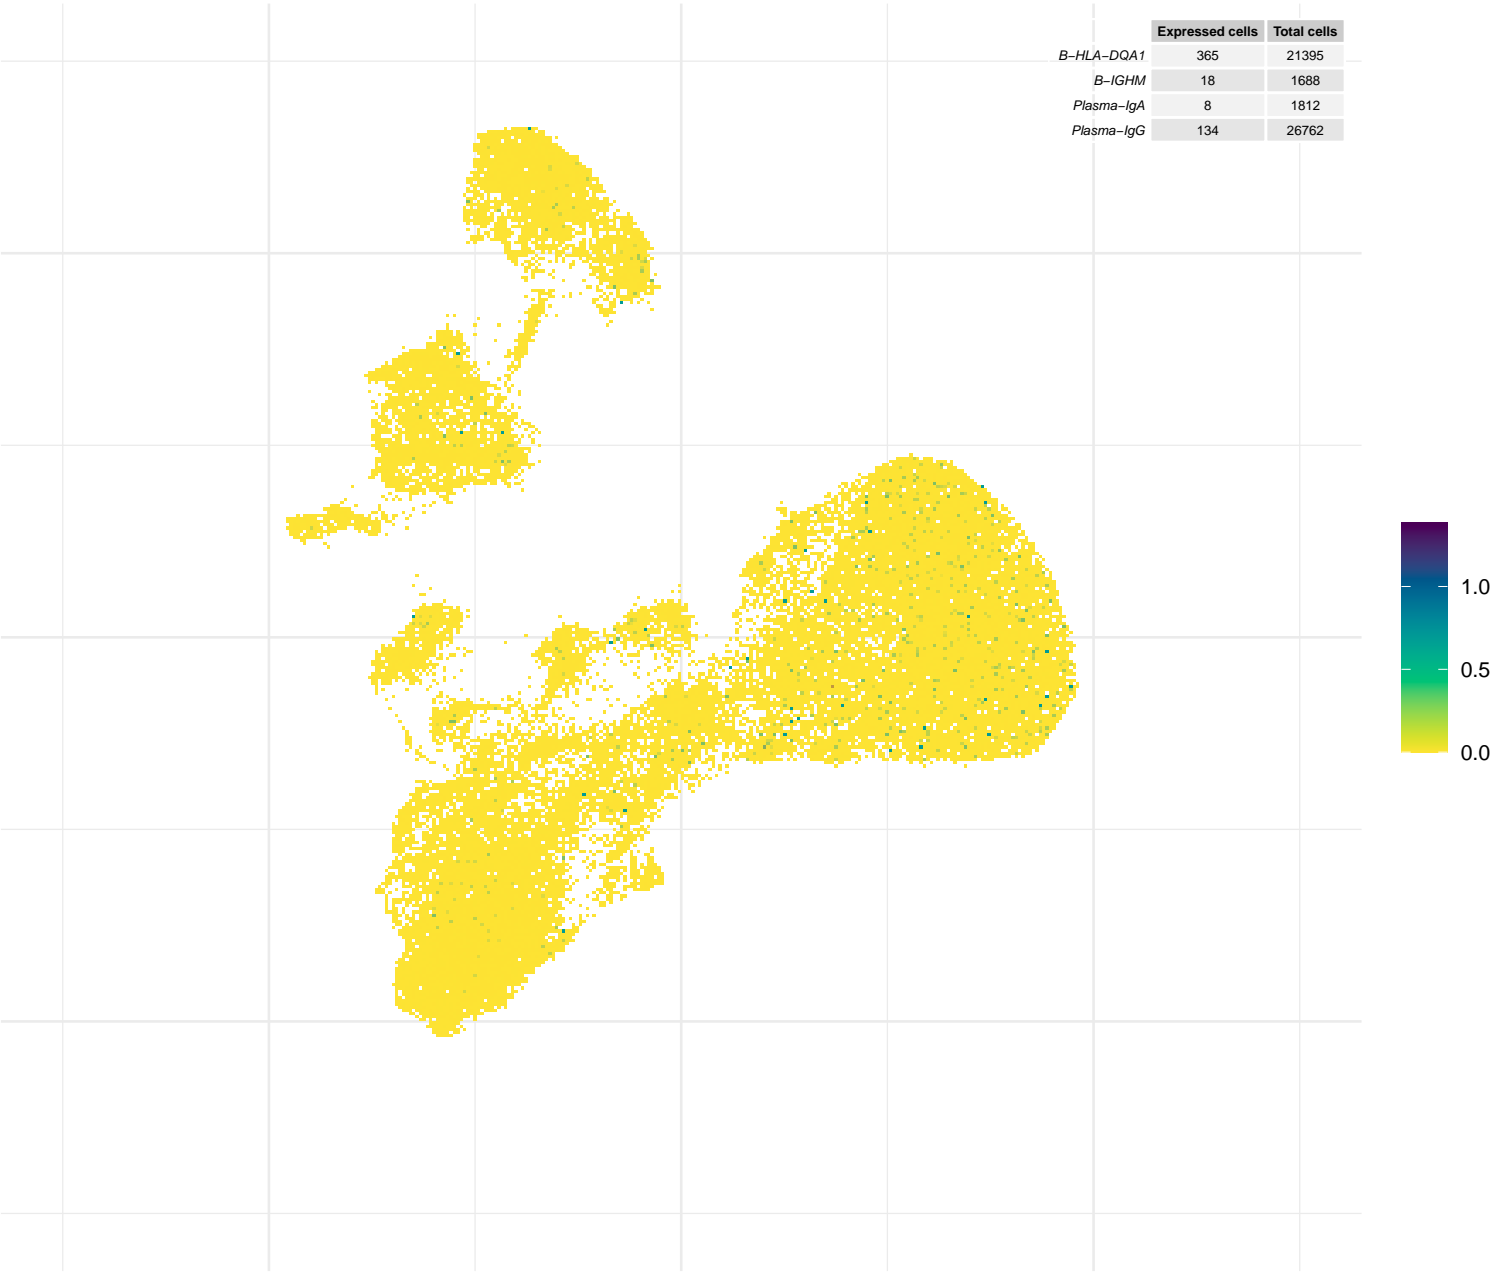 Expressed cells Total cells
B–HLA–DQA1 365 21395
B–IGHM 18 1688
Plasma–IgA 8 1812
Plasma–IgG 134 26762
1.0
0.5
0.0